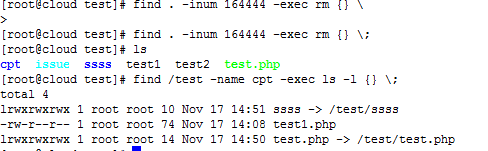 [root@cloud test]# find . -inum 164444 -exec rm {} \
>
[root@cloud test]# find . -inum 164444 -exec rm {} \;
[root@cloud test]# ls
cpt issue ssss test1 test2 test.php
[root@cloud test]# find /test -name cpt -exec ls -l {} \;
total 4
lrwxrwxrwx 1 root root 10 Nov 17 14:51 ssss -> /test/ssss
-rw-r--r-- 1 root root 74 Nov 17 14:08 test1.php
lrwxrwxrwx 1 root root 14 Nov 17 14:50 test.php -> /test/test.php